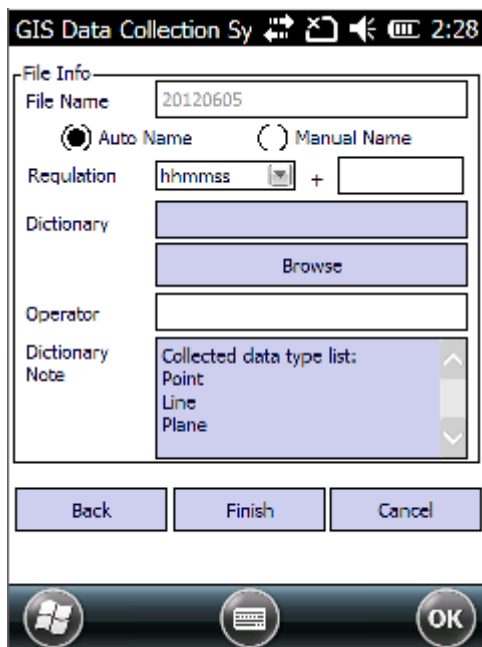 GIS Data Collection Sy 2:28
File Info
File Name 20120605
Auto Name Manual Name
Requlation hhmmss +
Dictionary
Browse
Operator
Dictionary Collected data type list:
Note Point
Line
Plane
Back Finish Cancel
OK